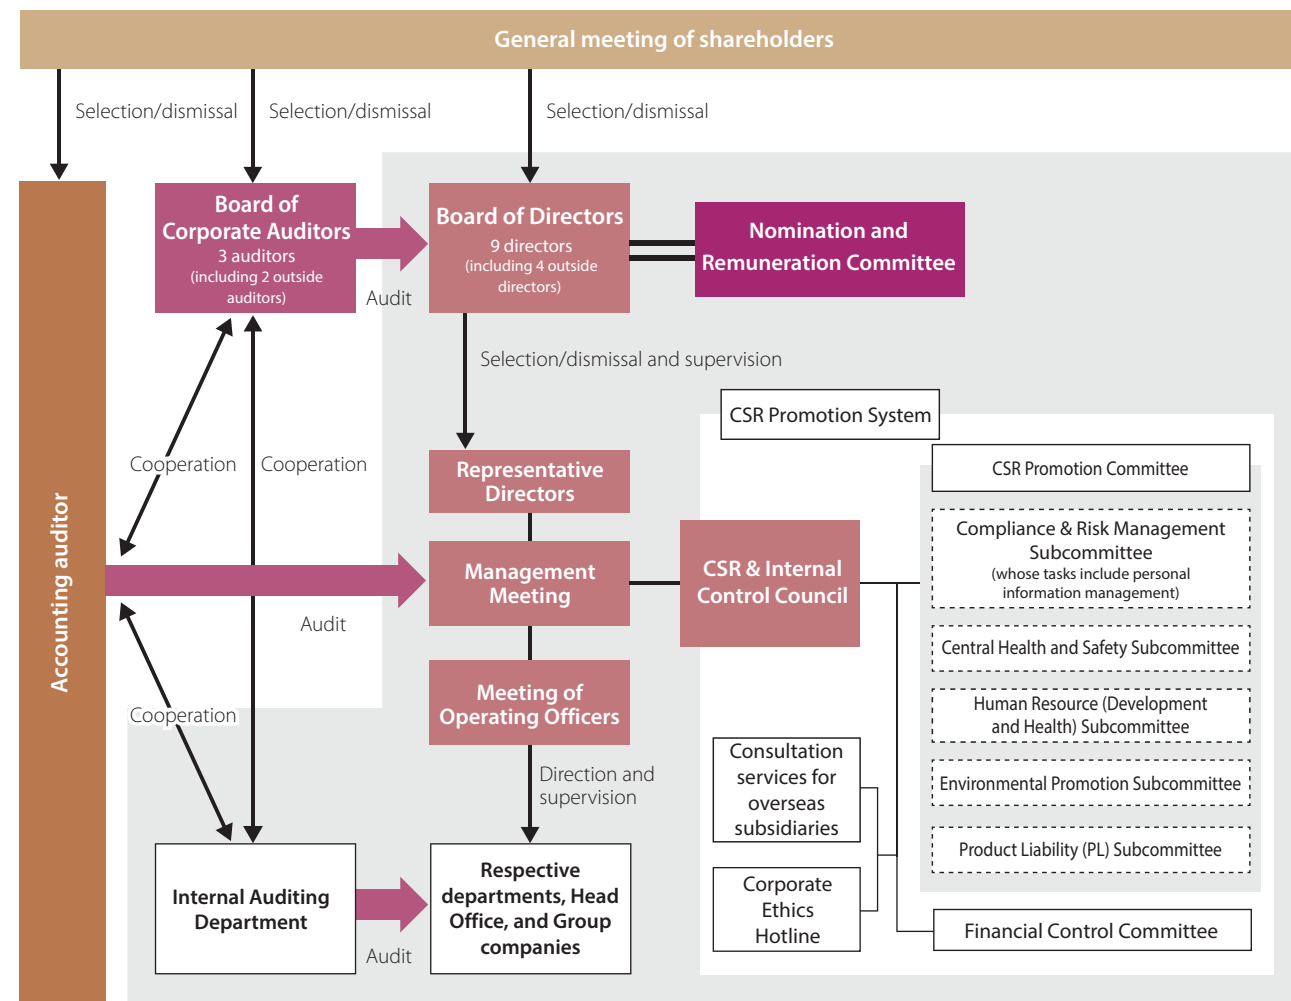 General meeting of shareholders
Selection/dismissal
Selection/dismissal
Selection/dismissal
Accounting auditor
Board of
Corporate Auditors
3 auditors
(including 2 outside
auditors)
Audit
Board of Directors
9 directors
(including 4 outside
directors)
Nomination and
Remuneration Committee
Selection/dismissal and supervision
Cooperation
Cooperation
Representative
Directors
Audit
Management
Meeting
Meeting of
Operating Officers
Cooperation
Direction and
supervision
Internal Auditing
Department
Audit
Respective
departments, Head
Office, and Group
companies
CSR Promotion System
CSR & Internal
Control Council
CSR Promotion Committee
Compliance & Risk Management
Subcommittee
(whose tasks include personal
information management)
Central Health and Safety Subcommittee
Human Resource (Development
and Health) Subcommittee
Environmental Promotion Subcommittee
Product Liability (PL) Subcommittee
Consultation
services for
overseas
subsidiaries
Corporate
Ethics
Hotline
Financial Control Committee